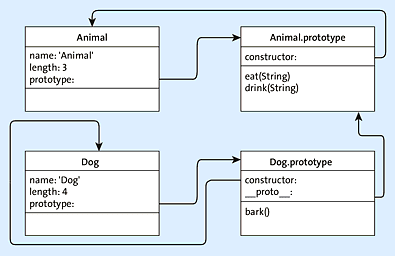 Animal
name: 'Animal'
length: 3
prototype:
Animal.prototype
constructor:
eat(String)
drink(String)
Dog
name: 'Dog'
length: 4
prototype:
Dog.prototype
constructor:
__proto__:
bark()